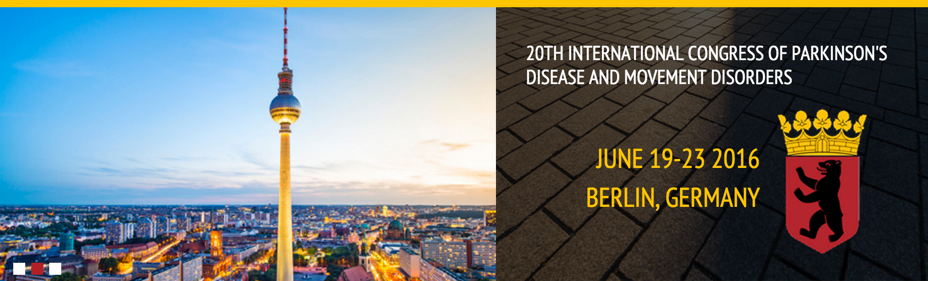 20TH INTERNATIONAL CONGRESS OF PARKINSON'S
DISEASE AND MOVEMENT DISORDERS
JUNE 19-23 2016
BERLIN, GERMANY